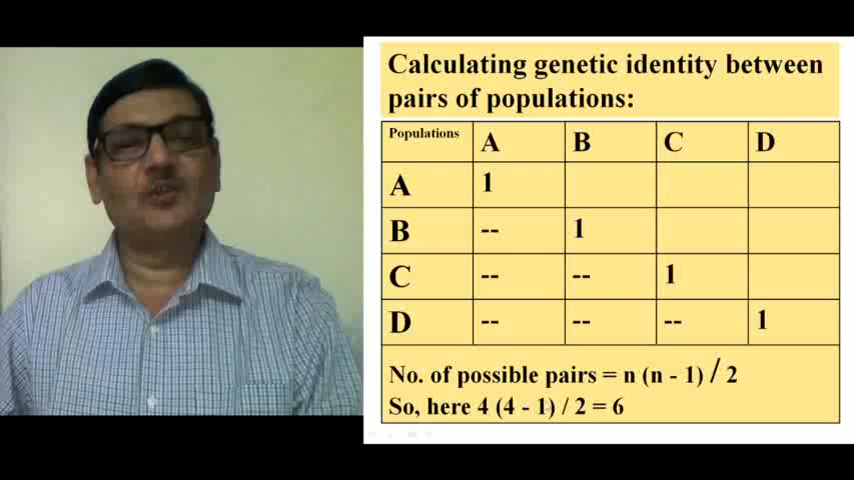 Calculating genetic identity between
pairs of populations:
Populations A B C D
A 1
B -- 1
C -- -- 1
D -- -- -- 1
No. of possible pairs = n (n - 1) / 2
So, here 4 (4 - 1) / 2 = 6